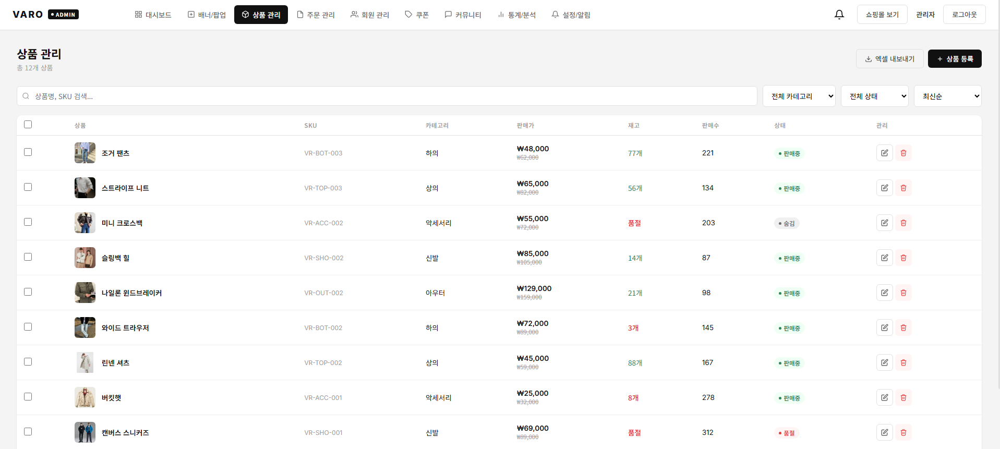 VARO ADMIN 대시보드 배너/팝업 상품 관리 주문 관리 회원 관리 쿠폰 커뮤니티 통계/분석 설정/알림 쇼핑몰 보기 관리자 로그아웃
상품 관리
총 12개 상품
엑셀 내보내기 + 상품 등록
상품명, SKU 검색... 전체 카테고리 전체 상태 최신순
상품 SKU 카테고리 판매가 재고 판매수 상태 관리
조거 팬츠 VR-BOT-003 하의 ₩48,000 77개 221 판매중
₩62,000
스트라이프 니트 VR-TOP-003 상의 ₩65,000 56개 134 판매중
₩82,000
미니 크로스백 VR-ACC-002 악세서리 ₩55,000 품절 203 숨김
₩72,000
슬링백 힐 VR-SHO-002 신발 ₩85,000 14개 87 판매중
₩105,000
나일론 윈드브레이커 VR-OUT-002 아우터 ₩129,000 21개 98 판매중
₩159,000
와이드 트라우저 VR-BOT-002 하의 ₩72,000 3개 145 판매중
₩89,000
린넨 셔츠 VR-TOP-002 상의 ₩45,000 88개 167 판매중
₩59,000
버킷햇 VR-ACC-001 악세서리 ₩25,000 8개 278 판매중
₩32,000
캔버스 스니커즈 VR-SHO-001 신발 ₩69,000 품절 312 품절
₩89,000